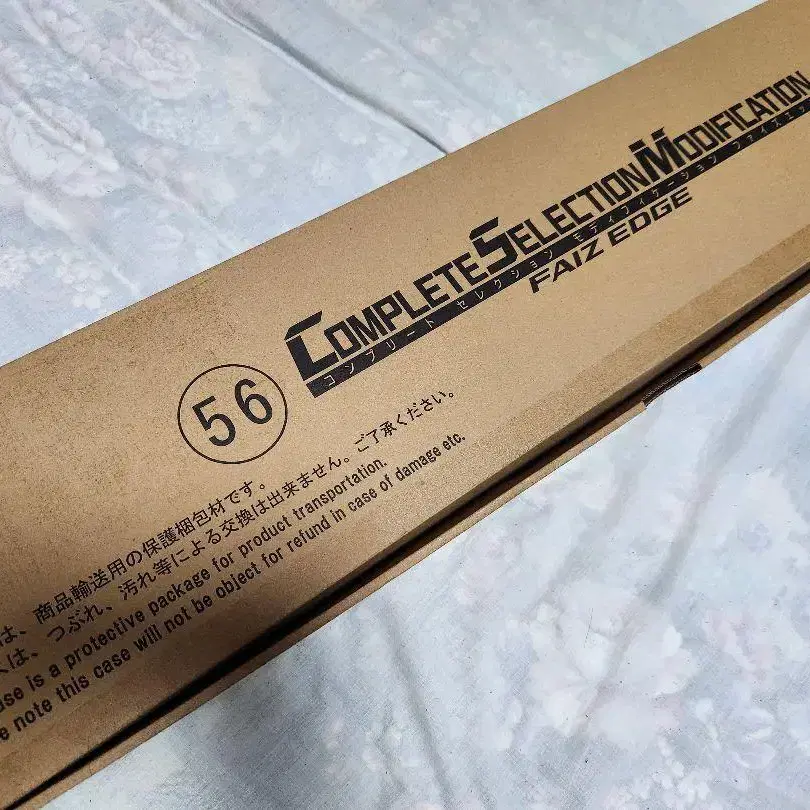 COMPLETE SELECTION MODIFICATION
コンプリート セレクション モディフィケーション ファイズエッ
FAIZ EDGE
56
は、商品輸送用の保護梱包材です。
は、つぶれ、汚れ等による交換は出来ません。ご了承ください。
is a protective package for product transportation.
note this case will not be object for refund in case of damage etc.